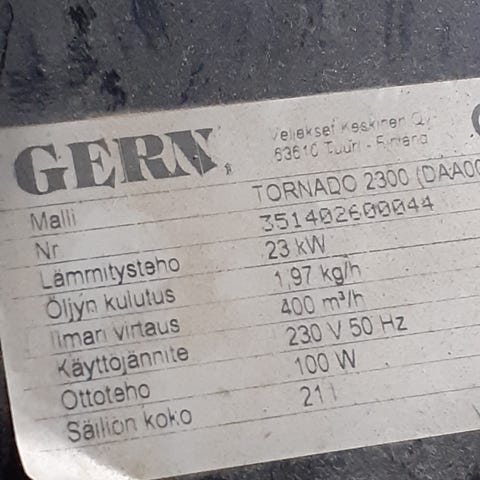 GERN
Veljekset Keskinen Oy
63610 Tuuri - Finland
Malli TORNADO 2300 (DAA00
Nr 351402600044
Lämmitysteho 23 kW
Öljyn kulutus 1,97 kg/h
Ilman virtaus 400 m³/h
Käyttöjännite 230 V 50 Hz
Ottoteho 100 W
Säiliön koko 21 l